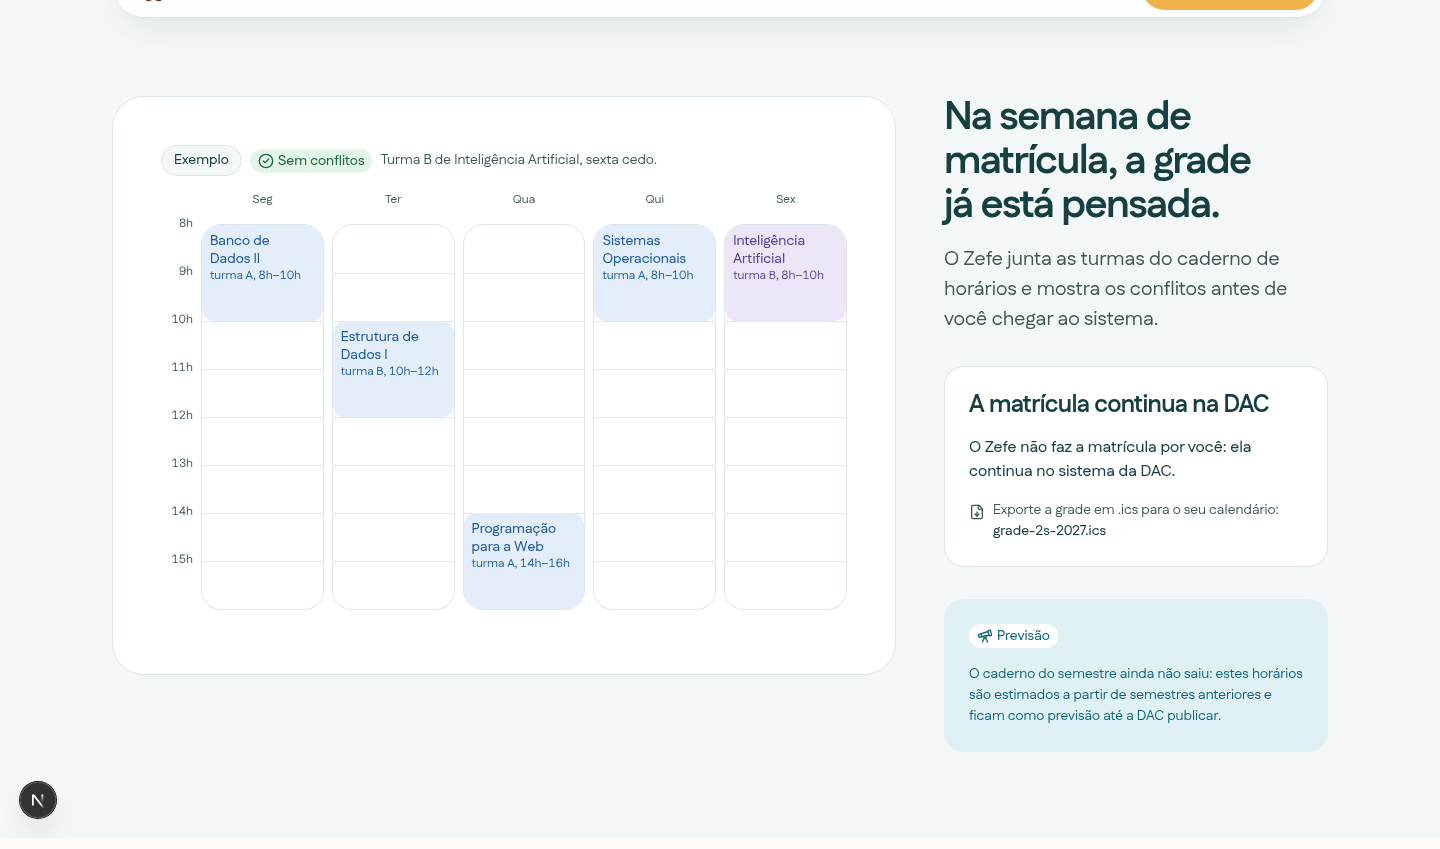 Exemplo
Sem conflitos
Turma B de Inteligência Artificial, sexta cedo.
Seg
Ter
Qua
Qui
Sex
8h
9h
10h
11h
12h
13h
14h
15h
Banco de
Dados II
turma A, 8h–10h
Estrutura de
Dados I
turma B, 10h–12h
Programação
para a Web
turma A, 14h–16h
Sistemas
Operacionais
turma A, 8h–10h
Inteligência
Artificial
turma B, 8h–10h
Na semana de
matrícula, a grade
já está pensada.
O Zefe junta as turmas do caderno de
horários e mostra os conflitos antes de
você chegar ao sistema.
A matrícula continua na DAC
O Zefe não faz a matrícula por você: ela
continua no sistema da DAC.
Exporte a grade em .ics para o seu calendário:
grade-2s-2027.ics
Previsão
O caderno do semestre ainda não saiu: estes horários
são estimados a partir de semestres anteriores e
ficam como previsão até a DAC publicar.
N